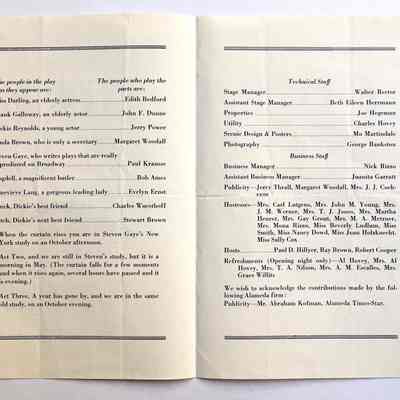 The people in the play
as they appear are:
The people who play the
parts are:
Darling, an elderly actress Edith Bedford
Frank Galloway, an elderly actor John F. Dunne
Dickie Reynolds, a young actor Jerry Power
Linda Brown, who is only a secretary Margaret Woodall
Steven Gaye, who writes plays that are really
produced on Broadway Paul Krausse
a magnificent butler Bob Ames
Genevieve Lang, a gorgeous leading lady Evelyn Ernst
Dickie's first best friend Charles Wauerhoff
Dickie's next best friend Stewart Brown
When the curtain rises you are in Steven Gaye's New
York study on an October afternoon.
Act Two, and we are still in Steven's study, but it is a
morning in May. (The curtain falls for a few moments
and when it rises again, several hours have passed and it
is evening.)
Act Three, A year has gone by, and we are in the same
old study, on an October evening.
Technical Staff
Stage Manager Walter Rector
Assistant Stage Manager Beth Eileen Herrmann
Properties Joe Hegeman
Utility Charles Hovey
Scenic Design & Posters Mo Martindale
Photography George Bankston
Business Staff
Business Manager Nick Rizzo
Assistant Business Manager Juanita Garratt
Publicity—Jerry Thrall, Margaret Woodall, Mrs. J. J.
Hostesses—Mrs. Carl Lutgens, Mrs. John M. Young, Mrs.
J. M. Werner, Mrs. T. J. Jones, Mrs. Martha
Hearst, Mrs. Guy Grout, Mrs. M. A. Metzner,
Mrs. Mona Rizzo, Miss Beverly Ludlam, Miss
Smith, Miss Nancy Dowd, Miss Joan Holzknecht,
Miss Sally Cox
Hosts—Paul D. Hillyer, Ray Brown, Robert Cooper
Refreshments (Opening night only)—Al Hovey, Mrs. Al
Hovey, Mrs. T. A. Nilson, Mrs. A. M. Escalles, Mrs.
Grace Willits
We wish to acknowledge the contributions made by the fol-
lowing Alameda firm:
Publicity—Mr. Abraham Kofman, Alameda Times-Star.